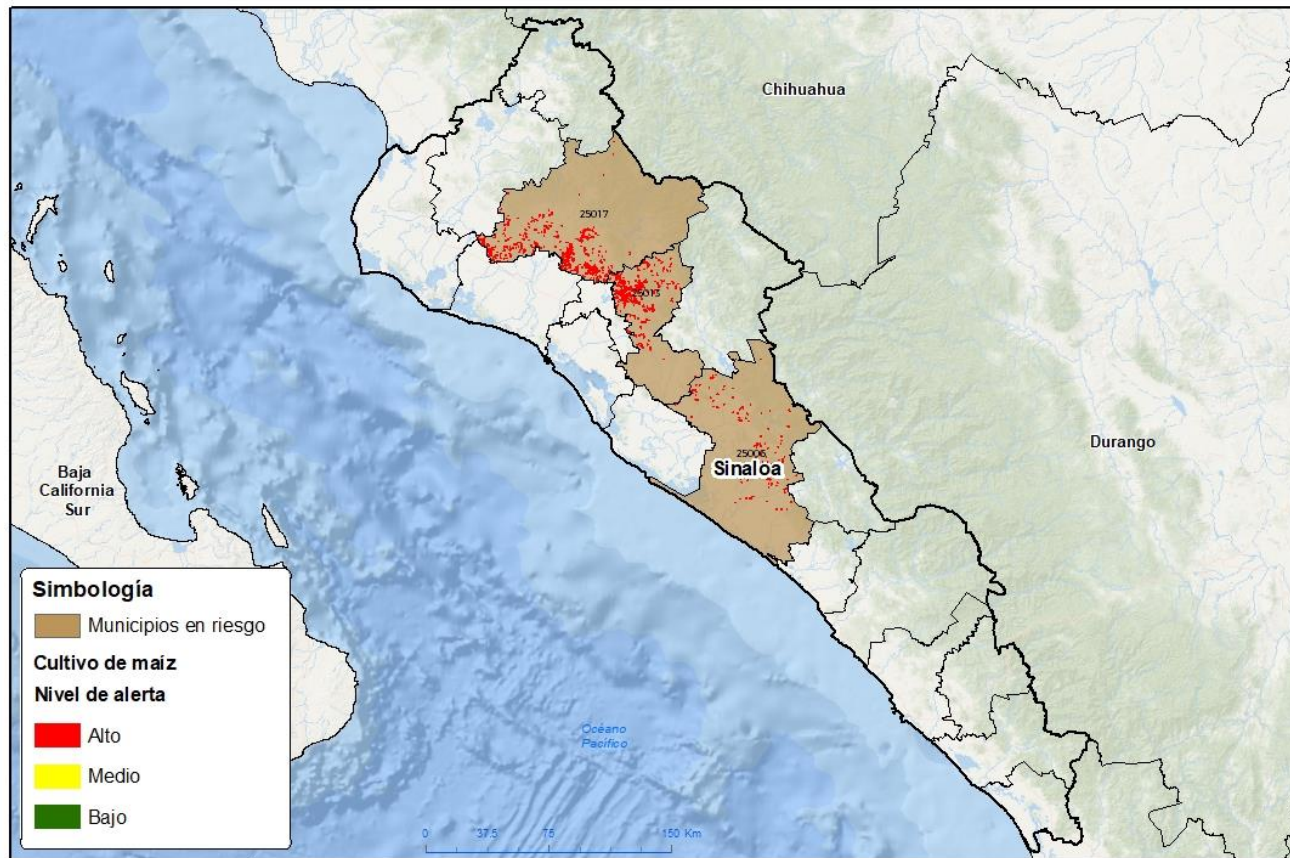 Chihuahua
25017
25015
25006
Sinaloa
Durango
Baja
California
Sur
Océano
Pacífico
Simbología
Municipios en riesgo
Cultivo de maíz
Nivel de alerta
Alto
Medio
Bajo
0 37.5 75 150 Km